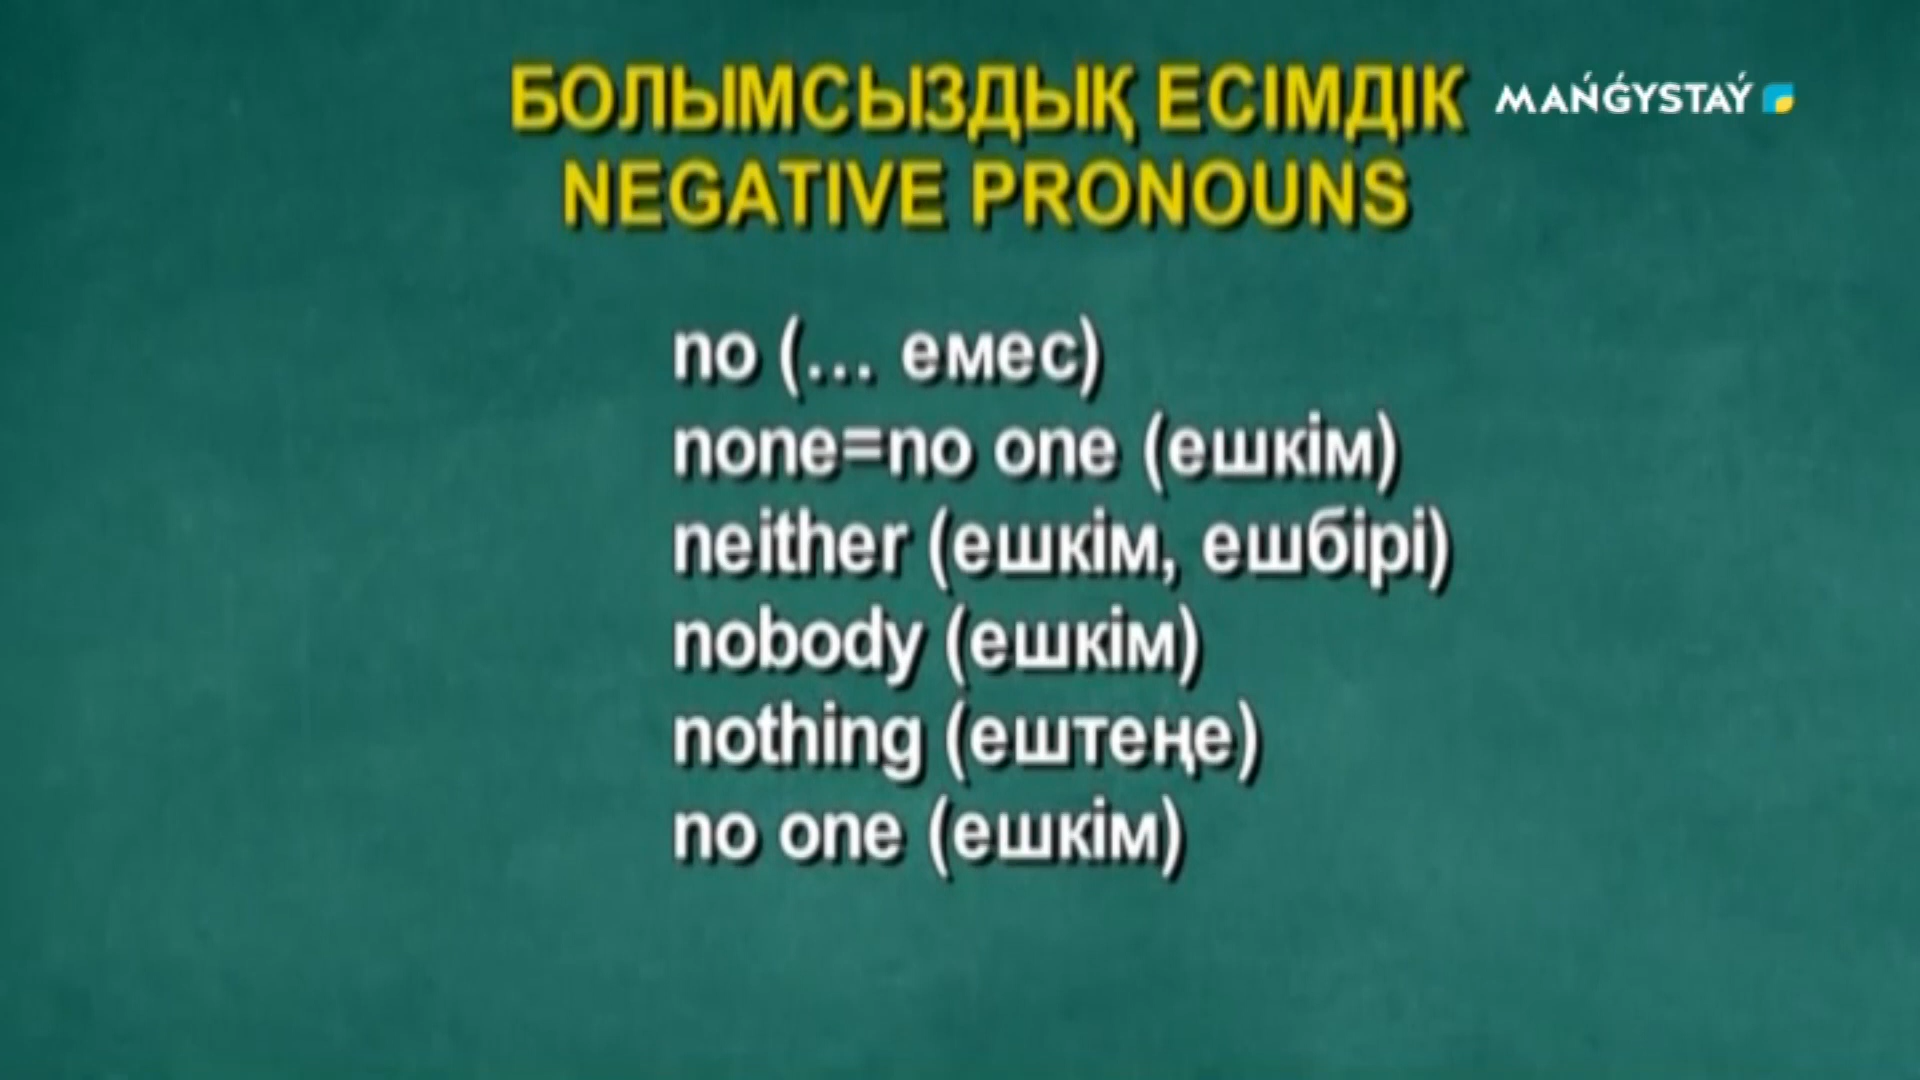 БОЛЫМСЫЗДЫҚ ЕСІМДІК
MAŃǴYSTAÝ
NEGATIVE PRONOUNS
no (... емес)
none=no one (ешкім)
neither (ешкім, ешбірі)
nobody (ешкім)
nothing (ештеңе)
no one (ешкім)